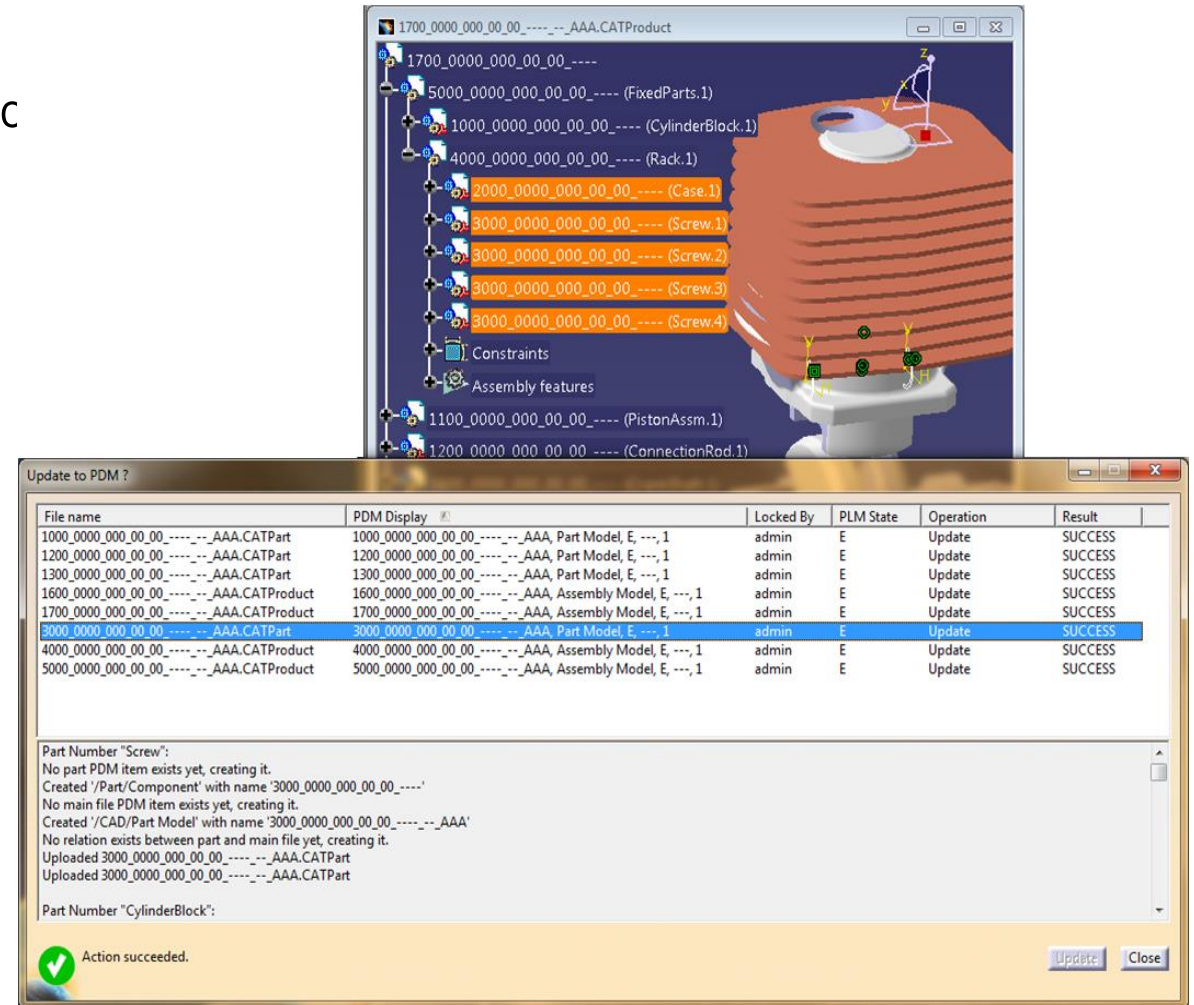 C
1700_0000_000_00_00_----_--_AAA.CATProduct
1700_0000_000_00_00_----
5000_0000_000_00_00_---- (FixedParts.1)
1000_0000_000_00_00_---- (CylinderBlock.1)
4000_0000_000_00_00_---- (Rack.1)
2000_0000_000_00_00_---- (Case.1)
3000_0000_000_00_00_---- (Screw.1)
3000_0000_000_00_00_---- (Screw.2)
3000_0000_000_00_00_---- (Screw.3)
3000_0000_000_00_00_---- (Screw.4)
Constraints
Assembly features
1100_0000_000_00_00_---- (PistonAssm.1)
1200_0000_000_00_00_---- (ConnectionRod.1)
z
x
y
y
y
H
H
Update to PDM ?
File name PDM Display Locked By PLM State Operation Result
1000_0000_000_00_00_----_--_AAA.CATPart 1000_0000_000_00_00_----_--_AAA, Part Model, E, ---, 1 admin E Update SUCCESS
1200_0000_000_00_00_----_--_AAA.CATPart 1200_0000_000_00_00_----_--_AAA, Part Model, E, ---, 1 admin E Update SUCCESS
1300_0000_000_00_00_----_--_AAA.CATPart 1300_0000_000_00_00_----_--_AAA, Part Model, E, ---, 1 admin E Update SUCCESS
1600_0000_000_00_00_----_--_AAA.CATProduct 1600_0000_000_00_00_----_--_AAA, Assembly Model, E, ---, 1 admin E Update SUCCESS
1700_0000_000_00_00_----_--_AAA.CATProduct 1700_0000_000_00_00_----_--_AAA, Assembly Model, E, ---, 1 admin E Update SUCCESS
3000_0000_000_00_00_----_--_AAA.CATPart 3000_0000_000_00_00_----_--_AAA, Part Model, E, ---, 1 admin E Update SUCCESS
4000_0000_000_00_00_----_--_AAA.CATProduct 4000_0000_000_00_00_----_--_AAA, Assembly Model, E, ---, 1 admin E Update SUCCESS
5000_0000_000_00_00_----_--_AAA.CATProduct 5000_0000_000_00_00_----_--_AAA, Assembly Model, E, ---, 1 admin E Update SUCCESS
Part Number "Screw":
No part PDM item exists yet, creating it.
Created '/Part/Component' with name '3000_0000_000_00_00_----'
No main file PDM item exists yet, creating it.
Created '/CAD/Part Model' with name '3000_0000_000_00_00_----_--_AAA'
No relation exists between part and main file yet, creating it.
Uploaded 3000_0000_000_00_00_----_--_AAA.CATPart
Uploaded 3000_0000_000_00_00_----_--_AAA.CATPart
Part Number "CylinderBlock":
Action succeeded.
Update Close